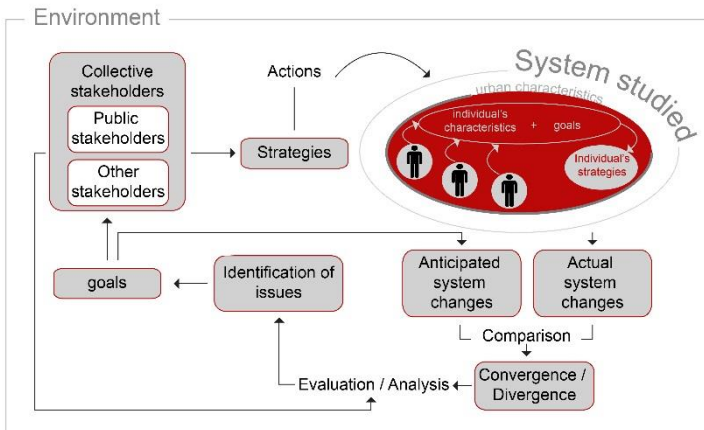 Environment
Collective
stakeholders
Public
stakeholders
Other
stakeholders
Actions
Strategies
System studied
urban characteristics
individual's
characteristics + goals
Individual's
strategies
goals
Identification of
issues
Anticipated
system
changes
Actual
system
changes
Comparison
Evaluation / Analysis
Convergence /
Divergence